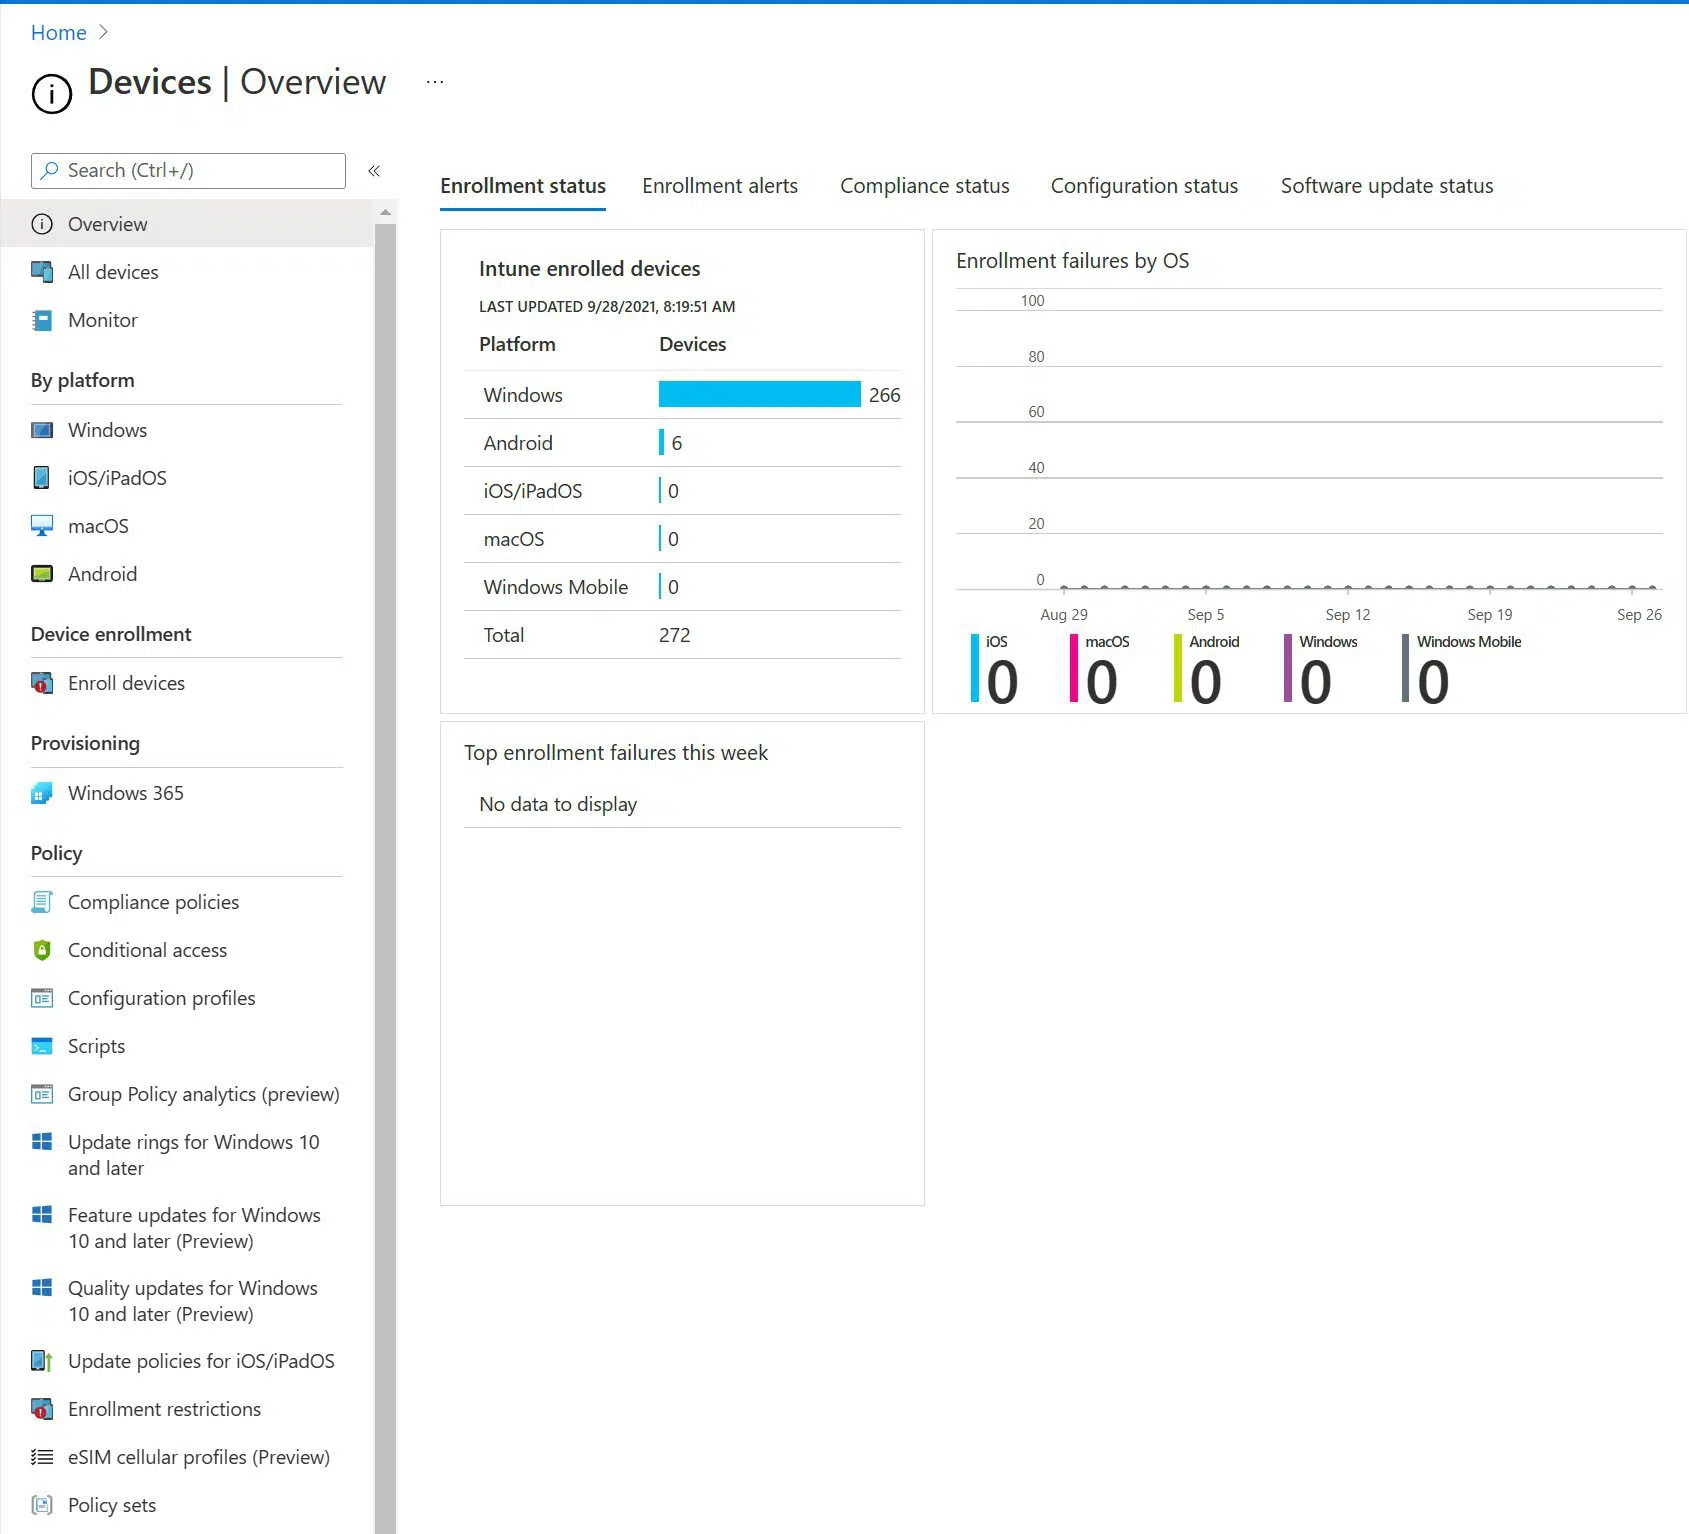 Home
Devices | Overview ...
Search (Ctrl+/)
«
Overview
All devices
Monitor
By platform
Windows
iOS/iPadOS
macOS
Android
Device enrollment
Enroll devices
Provisioning
Windows 365
Policy
Compliance policies
Conditional access
Configuration profiles
Scripts
Group Policy analytics (preview)
Update rings for Windows 10
and later
Feature updates for Windows
10 and later (Preview)
Quality updates for Windows
10 and later (Preview)
Update policies for iOS/iPadOS
Enrollment restrictions
eSIM cellular profiles (Preview)
Policy sets
Enrollment status Enrollment alerts Compliance status Configuration status Software update status
Intune enrolled devices
LAST UPDATED 9/28/2021, 8:19:51 AM
Platform Devices
Windows 266
Android 6
iOS/iPadOS 0
macOS 0
Windows Mobile 0
Total 272
Enrollment failures by OS
100
80
60
40
20
0
Aug 29 Sep 5 Sep 12 Sep 19 Sep 26
iOS macOS Android Windows Windows Mobile
0 0 0 0 0
Top enrollment failures this week
No data to display